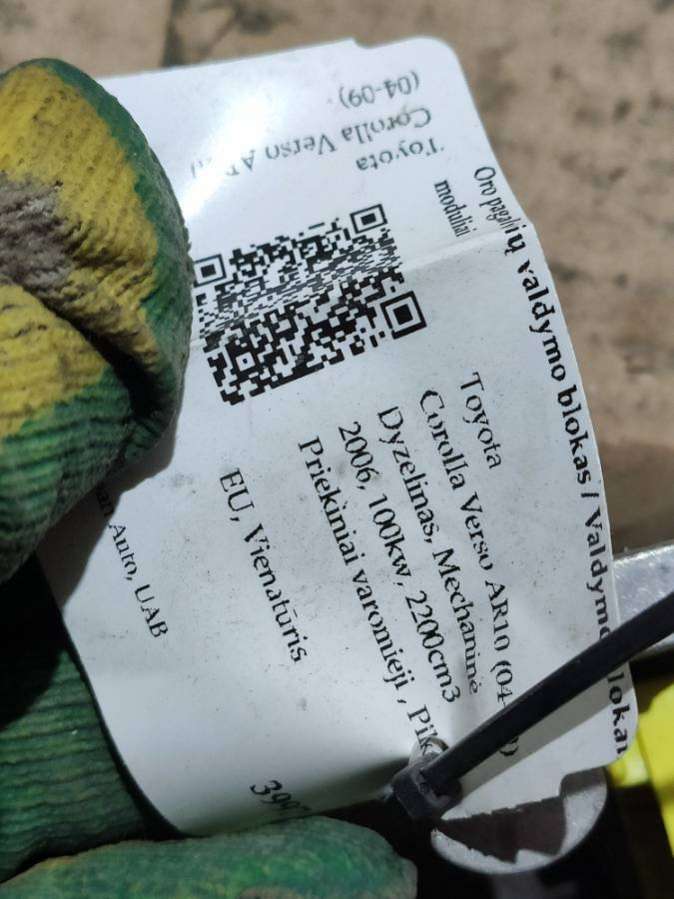 Toyota
Corolla Verso
(04-09)
Oro pagalvių valdymo blokas / Valdymo blokai
moduliai
Toyota
Corolla Verso AR10 (04-
Dyzelinas, Mechaninė
2006, 100kw, 2200cm3
Priekiniai varomieji,
EU, Vienatūris
Auto, UAB